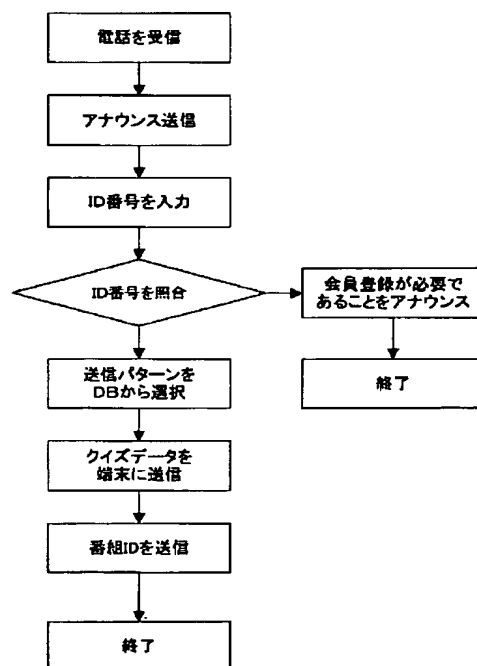 電話を受信
アナウンス送信
ID番号を入力
ID番号を照合
会員登録が必要で
あることをアナウンス
終了
送信パターンを
DBから選択
クイズデータを
端末に送信
番組IDを送信
終了